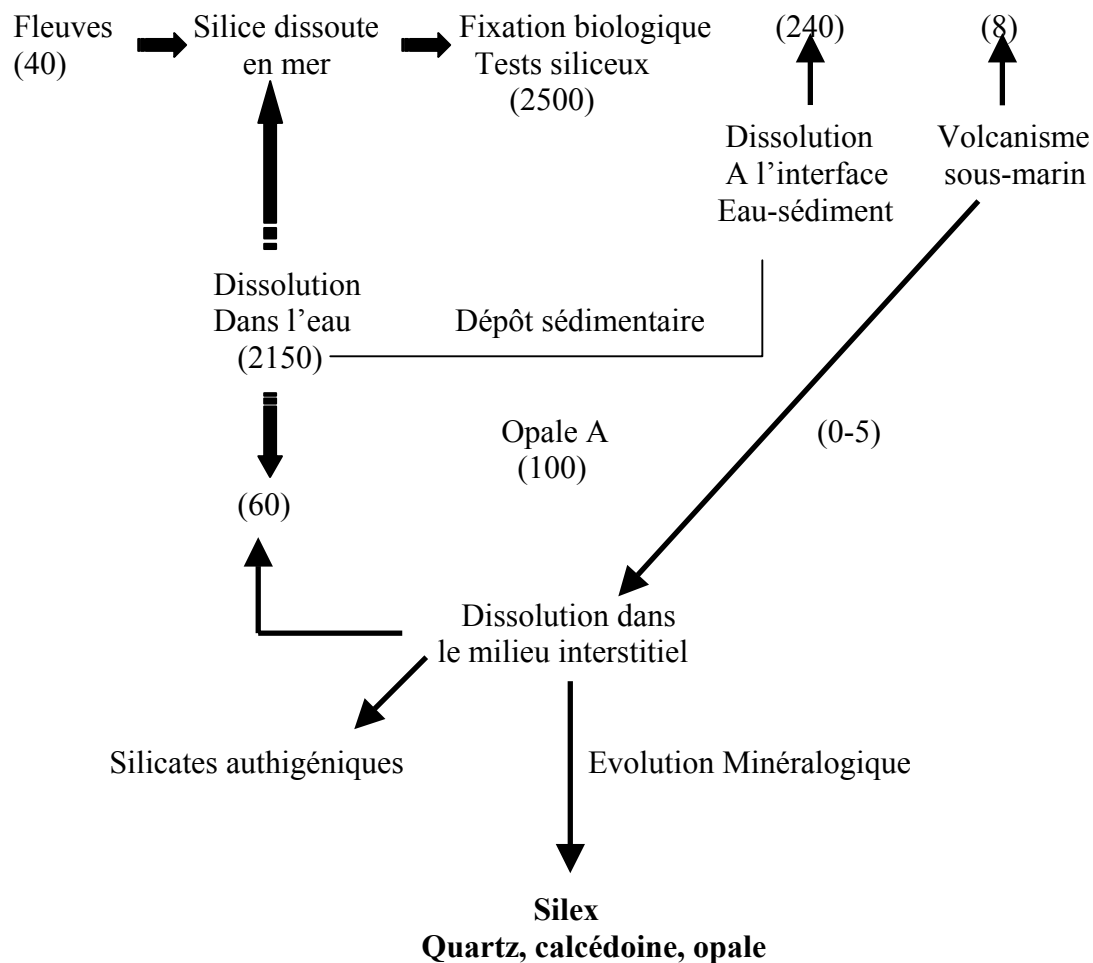 Fleuves
(40)
Silice dissoute
en mer
Fixation biologique
Tests siliceux
(2500)
(240)
(8)
Dissolution
A l’interface
Eau-sédiment
Volcanisme
sous-marin
Dissolution
Dans l’eau
(2150)
Dépôt sédimentaire
Opale A
(100)
(0-5)
(60)
Dissolution dans
le milieu interstitiel
Silicates authigéniques
Evolution Minéralogique
Silex
Quartz, calcédoine, opale